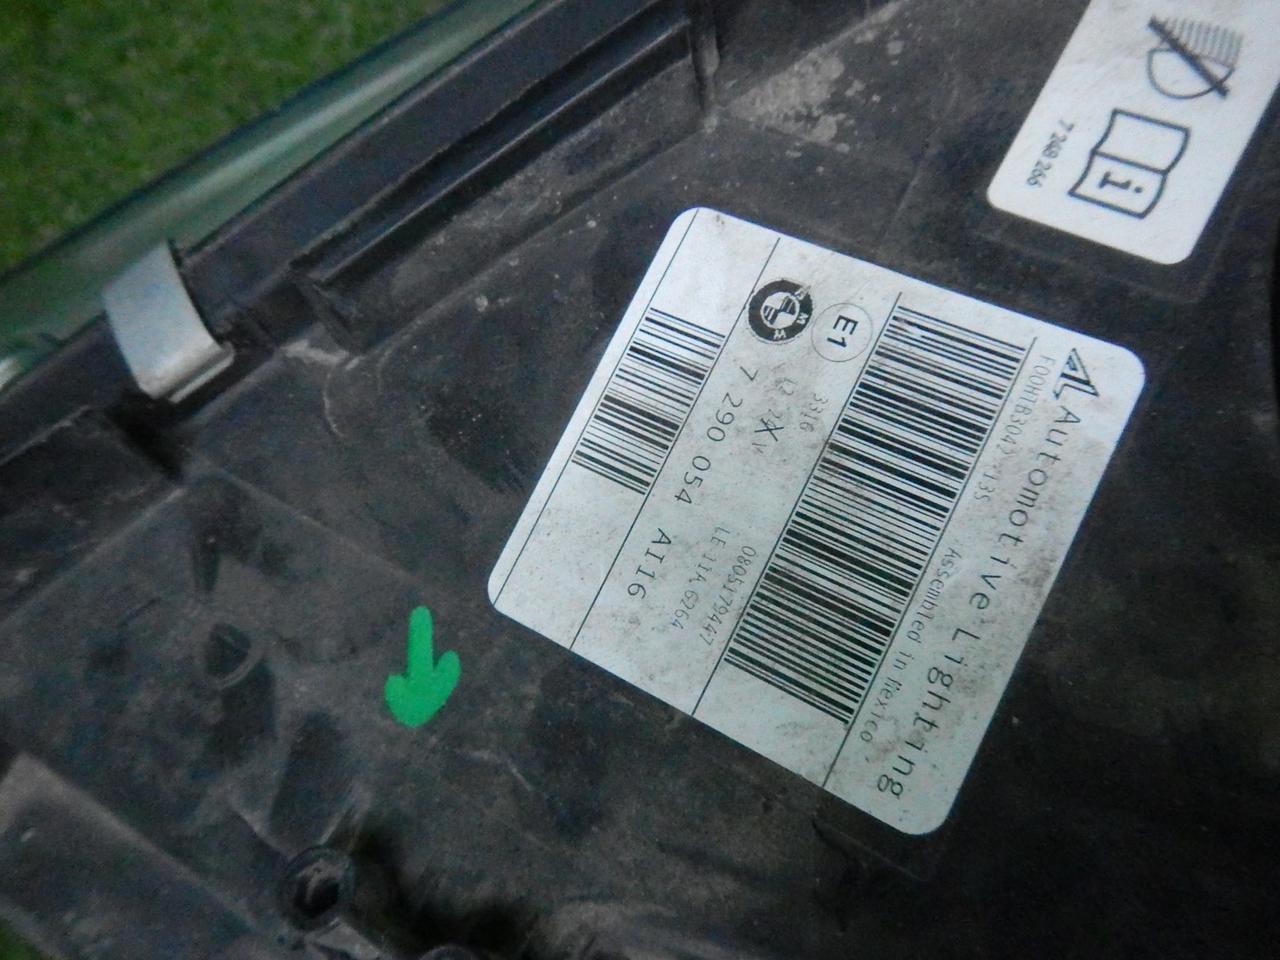 Automotive Lighting
F00HTB3042-13S Assembled in Mexico
E1
3316
0805179447
LE 11A 6264
BMW
7 290 054 AI16
7 248 266
i